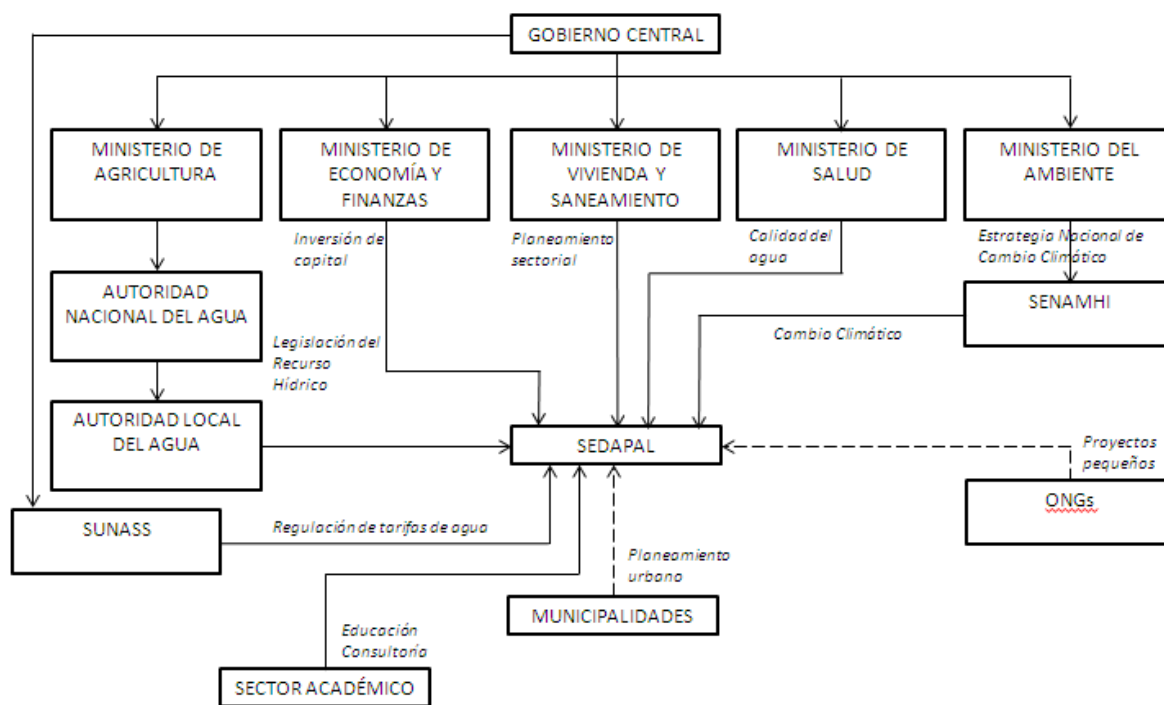 GOBIERNO CENTRAL
MINISTERIO DE
AGRICULTURA
MINISTERIO DE
ECONOMÍA Y
FINANZAS
MINISTERIO DE
VIVIENDA Y
SANEAMIENTO
MINISTERIO DE
SALUD
MINISTERIO DEL
AMBIENTE
Inversión de
capital
Planeamiento
sectorial
Calidad del
agua
Estrategia Nacional de
Cambio Climático
AUTORIDAD
NACIONAL DEL AGUA
SENAMHI
Cambio Climático
Legislación del
Recurso
Hídrico
AUTORIDAD LOCAL
DEL AGUA
SEDAPAL
Proyectos
pequeños
ONGs
SUNASS
Regulación de tarifas de agua
Planeamiento
urbano
MUNICIPALIDADES
Educación
Consultoría
SECTOR ACADÉMICO